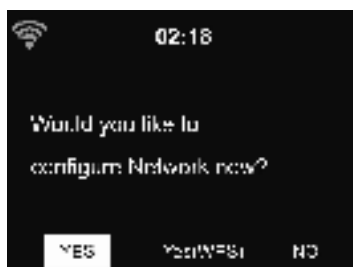 02:18
Would you like to
configure Network now?
YES Yes(WPS) NO